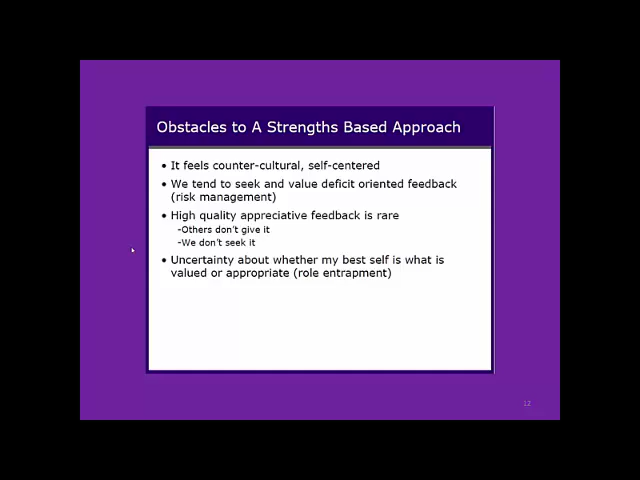 Obstacles to A Strengths Based Approach
• It feels counter-cultural, self-centered
• We tend to seek and value deficit oriented feedback
(risk management)
• High quality appreciative feedback is rare
-Others don't give it
-We don't seek it
• Uncertainty about whether my best self is what is
valued or appropriate (role entrapment)
12